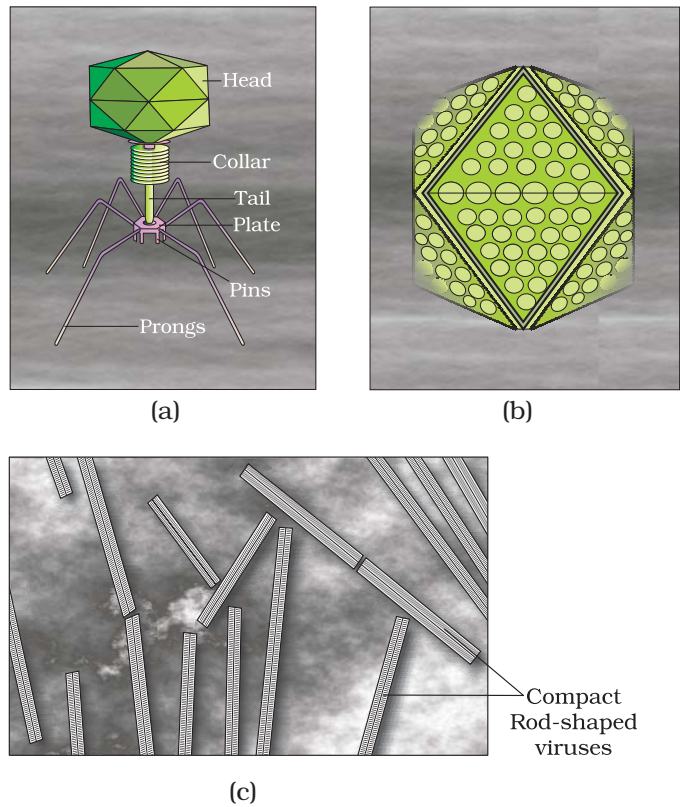 Head
Collar
Tail
Plate
Pins
Prongs
(a)
(b)
Compact
Rod-shaped
viruses
(c)